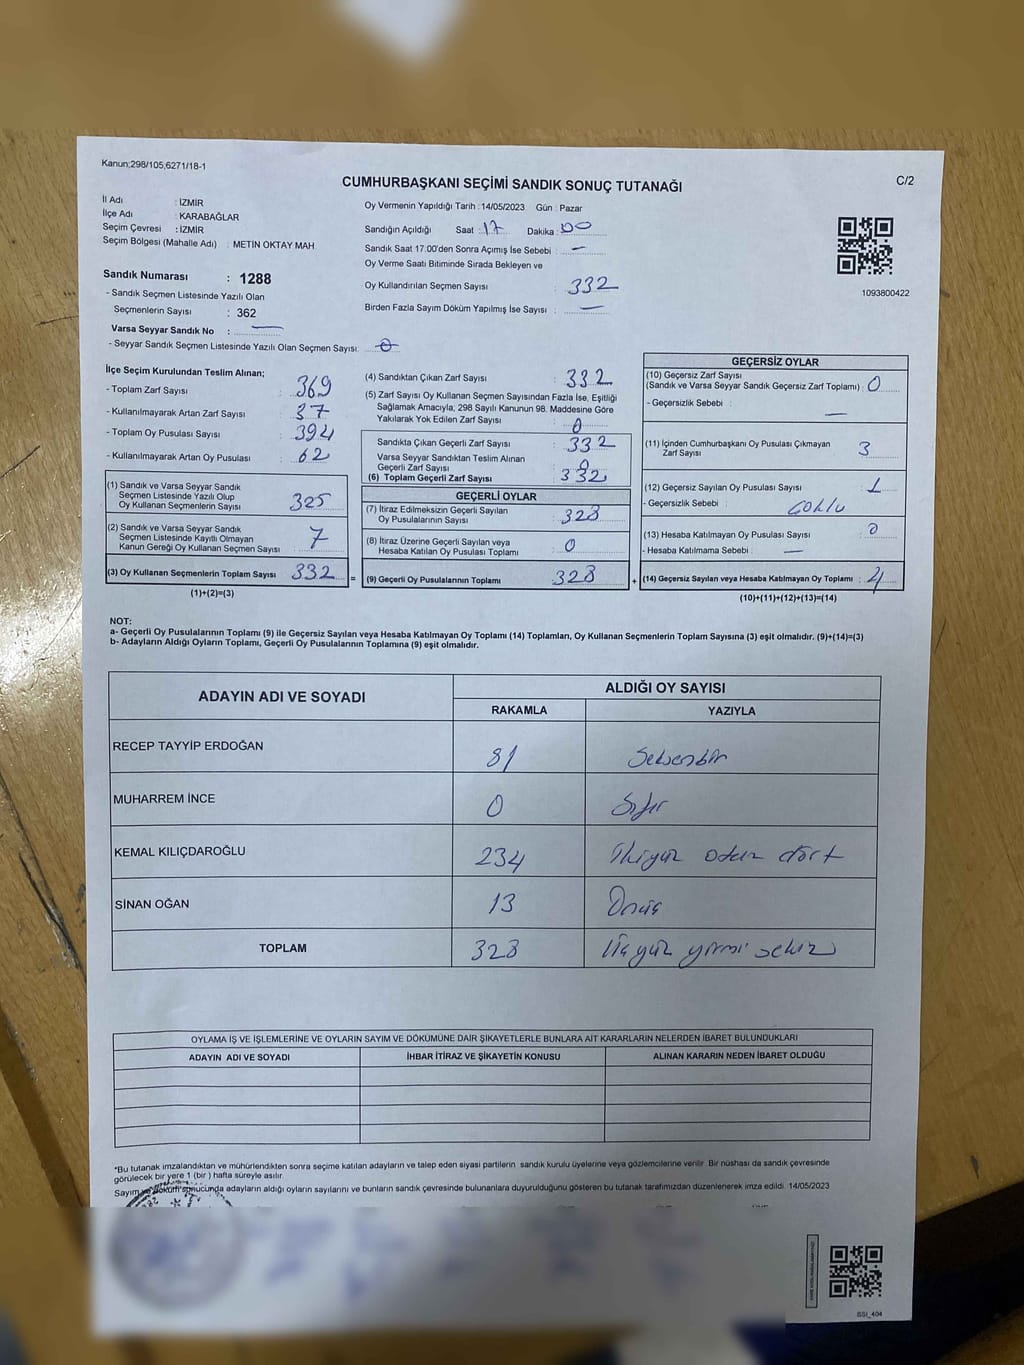 Kanun;298/105,6271/18-1
C/2
CUMHURBAŞKANI SEÇİMİ SANDIK SONUÇ TUTANAĞI
İl Adı : İZMİR
İlçe Adı : KARABAĞLAR
Seçim Çevresi : İZMİR
Seçim Bölgesi (Mahalle Adı) : METİN OKTAY MAH.
Sandık Numarası : 1288
- Sandık Seçmen Listesinde Yazılı Olan
Seçmenlerin Sayısı : 362
Varsa Seyyar Sandık No : —
- Seyyar Sandık Seçmen Listesinde Yazılı Olan Seçmen Sayısı: 0
Oy Vermenin Yapıldığı Tarih : 14/05/2023 Gün : Pazar
Sandığın Açıldığı Saat : 17 Dakika : 00
Sandık Saat 17.00'den Sonra Açımış İse Sebebi : —
Oy Verme Saati Bitiminde Sırada Bekleyen ve
Oy Kullandırılan Seçmen Sayısı : 332
Birden Fazla Sayım Döküm Yapılmış İse Sayısı : —
1093800422
İlçe Seçim Kurulundan Teslim Alınan;
- Toplam Zarf Sayısı : 369
- Kullanılmayarak Artan Zarf Sayısı : 37
- Toplam Oy Pusulası Sayısı : 394
- Kullanılmayarak Artan Oy Pusulası : 62
(1) Sandık ve Varsa Seyyar Sandık
Seçmen Listesinde Yazılı Olup
Oy Kullanan Seçmenlerin Sayısı : 325
(2) Sandık ve Varsa Seyyar Sandık
Seçmen Listesinde Kayıtlı Olmayan
Kanun Gereği Oy Kullanan Seçmen Sayısı : 7
(3) Oy Kullanan Seçmenlerin Toplam Sayısı : 332
(1)+(2)=(3)
=
(4) Sandıktan Çıkan Zarf Sayısı : 332
(5) Zarf Sayısı Oy Kullanan Seçmen Sayısından Fazla İse, Eşitliği
Sağlamak Amacıyla, 298 Sayılı Kanunun 98. Maddesine Göre
Yakılarak Yok Edilen Zarf Sayısı : 0
Sandıkta Çıkan Geçerli Zarf Sayısı : 332
Varsa Seyyar Sandıktan Teslim Alınan
Geçerli Zarf Sayısı : 0
(6) Toplam Geçerli Zarf Sayısı : 332
GEÇERLİ OYLAR
(7) İtiraz Edilmeksizin Geçerli Sayılan
Oy Pusulalarının Sayısı : 328
(8) İtiraz Üzerine Geçerli Sayılan veya
Hesaba Katılan Oy Pusulası Toplamı : 0
(9) Geçerli Oy Pusulalarının Toplamı : 328
+
GEÇERSİZ OYLAR
(10) Geçersiz Zarf Sayısı
(Sandık ve Varsa Seyyar Sandık Geçersiz Zarf Toplamı) : 0
- Geçersizlik Sebebi : —
(11) İçinden Cumhurbaşkanı Oy Pusulası Çıkmayan
Zarf Sayısı : 3
(12) Geçersiz Sayılan Oy Pusulası Sayısı : 1
- Geçersizlik Sebebi :
(13) Hesaba Katılmayan Oy Pusulası Sayısı : 0
- Hesaba Katılmama Sebebi : —
(14) Geçersiz Sayılan veya Hesaba Katılmayan Oy Toplamı : 4
(10)+(11)+(12)+(13)=(14)
NOT:
a- Geçerli Oy Pusulalarının Toplamı (9) ile Geçersiz Sayılan veya Hesaba Katılmayan Oy Toplamı (14) Toplamları, Oy Kullanan Seçmenlerin Toplam Sayısına (3) eşit olmalıdır. (9)+(14)=(3)
b- Adayların Aldığı Oyların Toplamı, Geçerli Oy Pusulalarının Toplamına (9) eşit olmalıdır.
ADAYIN ADI VE SOYADI ALDIĞI OY SAYISI
RAKAMLA YAZIYLA
RECEP TAYYİP ERDOĞAN 81 Seksenbir
MUHARREM İNCE 0 Sıfır
KEMAL KILIÇDAROĞLU 234 İkiyüz otuz dört
SİNAN OĞAN 13 Onüç
TOPLAM 328 Üçyüz yirmi sekiz
OYLAMA İŞ VE İŞLEMLERİNE VE OYLARIN SAYIM VE DÖKÜMÜNE DAİR ŞİKAYETLERLE BUNLARA AİT KARARLARIN NELERDEN İBARET BULUNDUKLARI
ADAYIN ADI VE SOYADI İHBAR İTİRAZ VE ŞİKAYETİN KONUSU ALINAN KARARIN NEDEN İBARET OLDUĞU
*Bu tutanak imzalandıktan ve mühürlendikten sonra seçime katılan adayların ve talep eden siyasi partilerin sandık kurulu üyelerine veya gözlemcilerine verilir. Bir nüshası da sandık çevresinde
görülecek bir yere 1 (bir) hafta süreyle asılır.
Sayım ve döküm sonucunda adayların aldığı oyların sayılarını ve bunların sandık çevresinde bulunanlara duyurulduğunu gösteren bu tutanak tarafımızdan düzenlenerek imza edildi. 14/05/2023
SSI_404